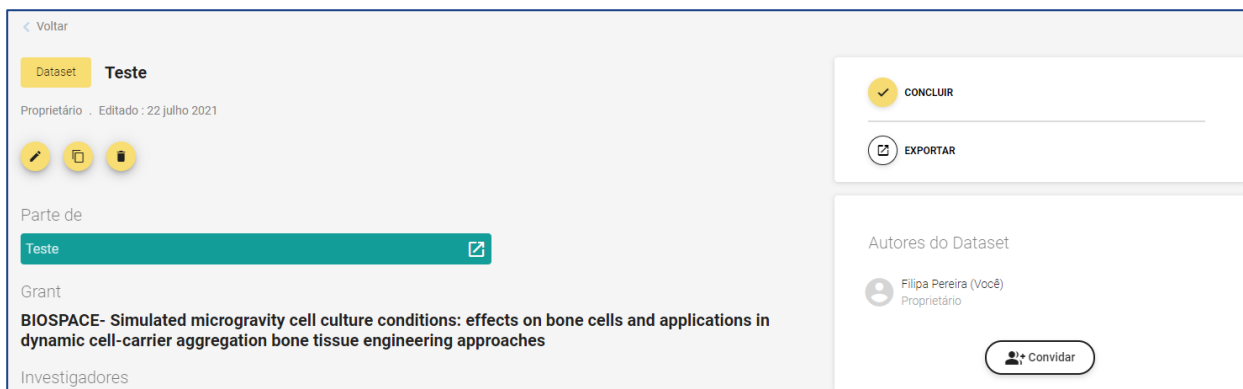 Voltar
Dataset Teste
Proprietário . Editado : 22 julho 2021
Parte de
Teste
Grant
BIOSPACE- Simulated microgravity cell culture conditions: effects on bone cells and applications in
dynamic cell-carrier aggregation bone tissue engineering approaches
Investigadores
CONCLUIR
EXPORTAR
Autores do Dataset
Filipa Pereira (Você)
Proprietário
Convidar